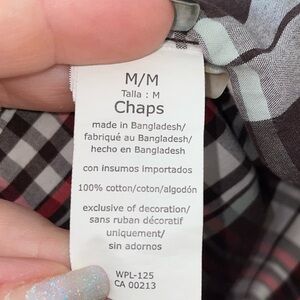 M/M
Talla : M
Chaps
made in Bangladesh/
fabriqué au Bangladesh/
hecho en Bangladesh
con insumos importados
100% cotton/coton/algodón
exclusive of decoration/
sans ruban décoratif
uniquement/
sin adornos
WPL-125
CA 00213